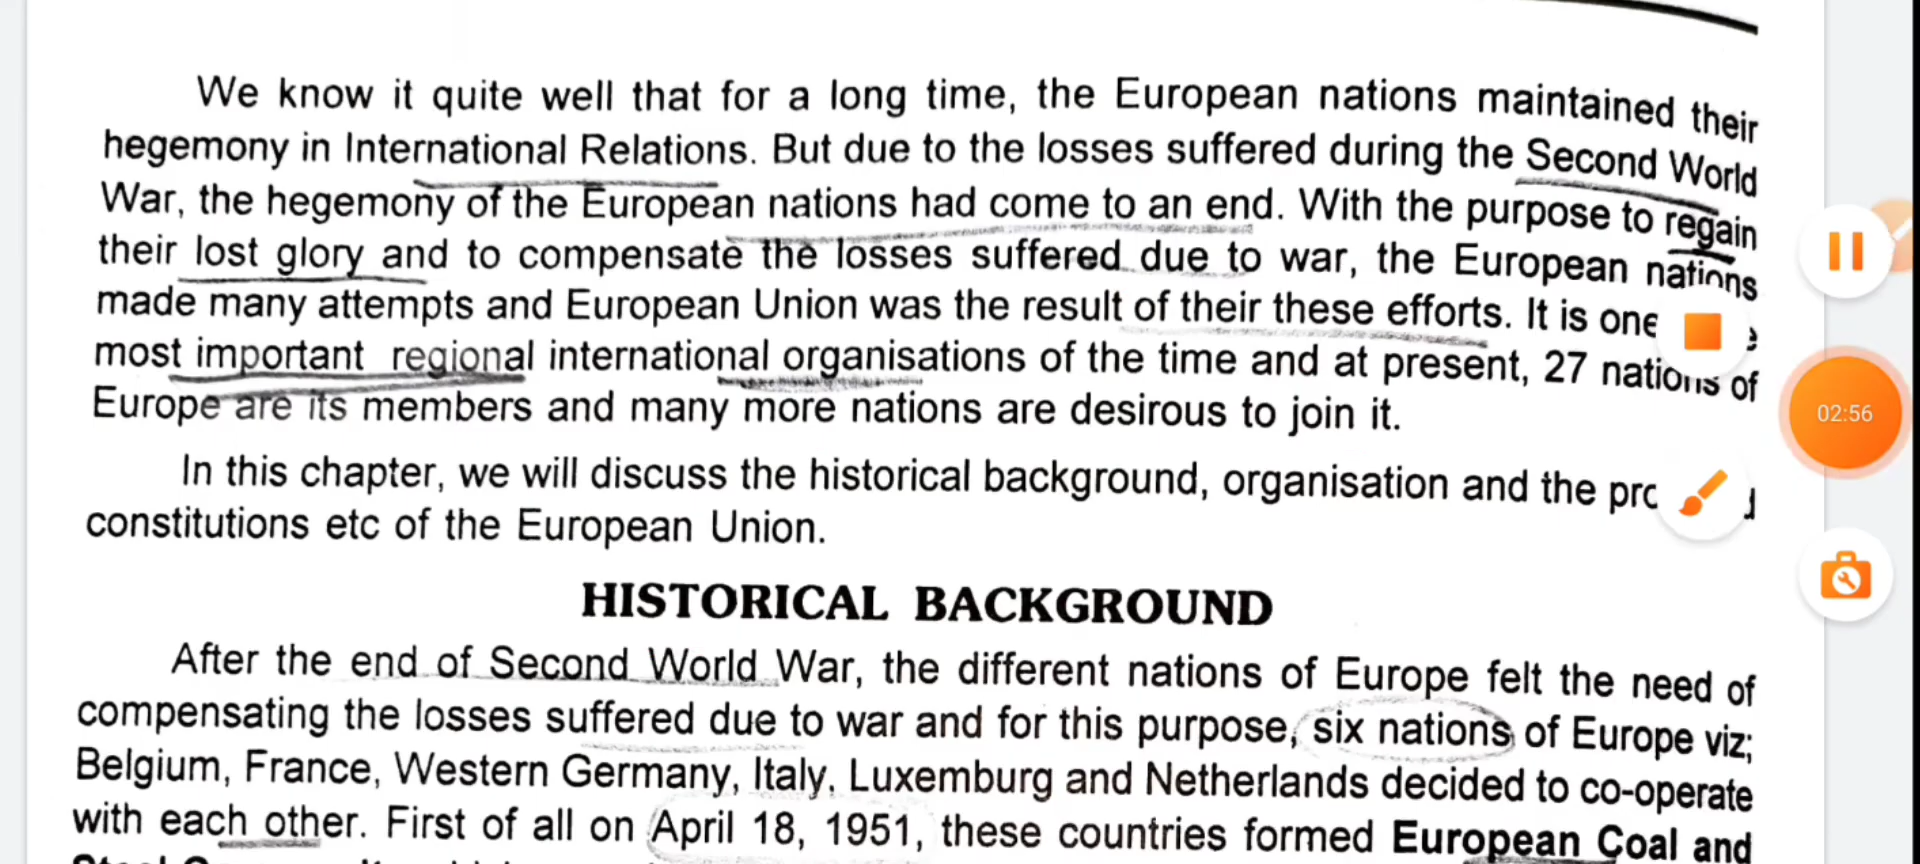 We know it quite well that for a long time, the European nations maintained their
hegemony in International Relations. But due to the losses suffered during the Second World
War, the hegemony of the European nations had come to an end. With the purpose to regain
their lost glory and to compensate the losses suffered due to war, the European nations
made many attempts and European Union was the result of their these efforts. It is one
most important regional international organisations of the time and at present, 27 nations of
Europe are its members and many more nations are desirous to join it.
In this chapter, we will discuss the historical background, organisation and the
constitutions etc of the European Union.
HISTORICAL BACKGROUND
After the end of Second World War, the different nations of Europe felt the need of
compensating the losses suffered due to war and for this purpose, six nations of Europe viz;
Belgium, France, Western Germany, Italy, Luxemburg and Netherlands decided to co-operate
with each other. First of all on April 18, 1951, these countries formed European Coal and
02:56